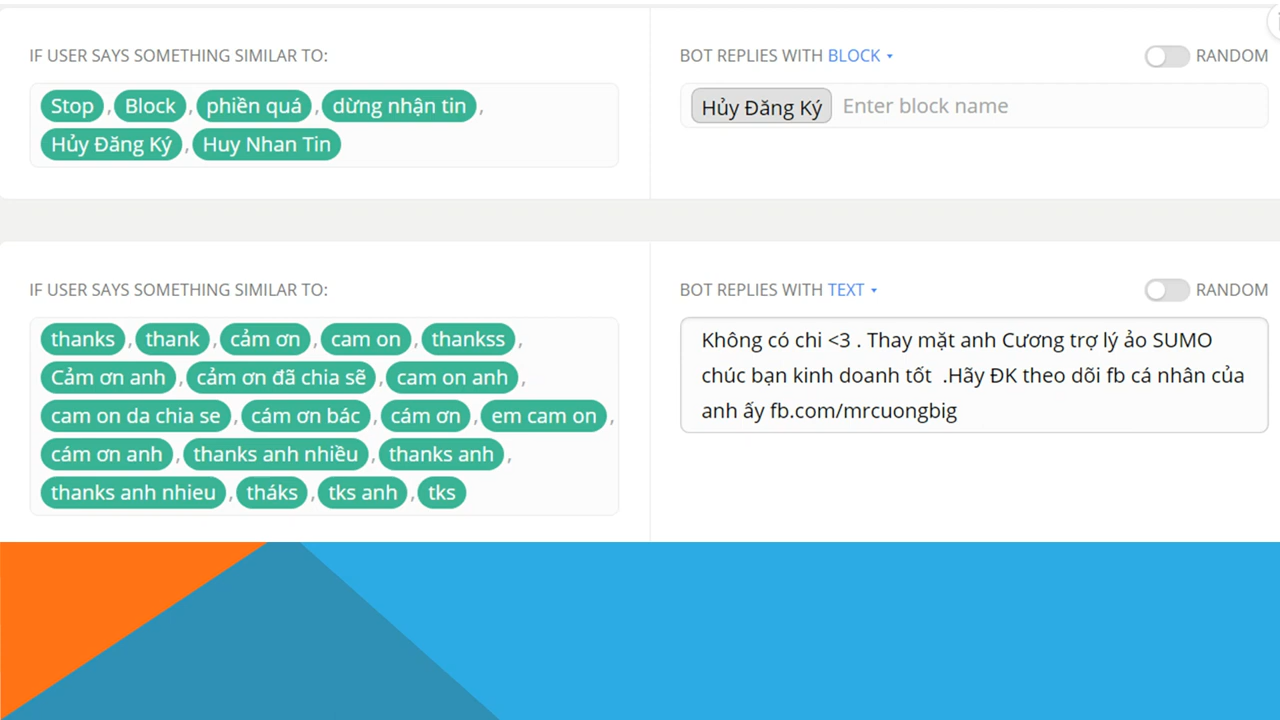 IF USER SAYS SOMETHING SIMILAR TO:
Stop , Block , phiền quá , dừng nhận tin ,
Hủy Đăng Ký , Huy Nhan Tin
BOT REPLIES WITH BLOCK
RANDOM
Hủy Đăng Ký Enter block name
IF USER SAYS SOMETHING SIMILAR TO:
thanks , thank , cảm ơn , cam on , thankss ,
Cảm ơn anh , cảm ơn đã chia sẽ , cam on anh ,
cam on da chia se , cám ơn bác , cám ơn , em cam on ,
cám ơn anh , thanks anh nhiều , thanks anh ,
thanks anh nhieu , tháks , tks anh , tks
BOT REPLIES WITH TEXT
RANDOM
Không có chi <3 . Thay mặt anh Cương trợ lý ảo SUMO
chúc bạn kinh doanh tốt .Hãy ĐK theo dõi fb cá nhân của
anh ấy fb.com/mrcuongbig